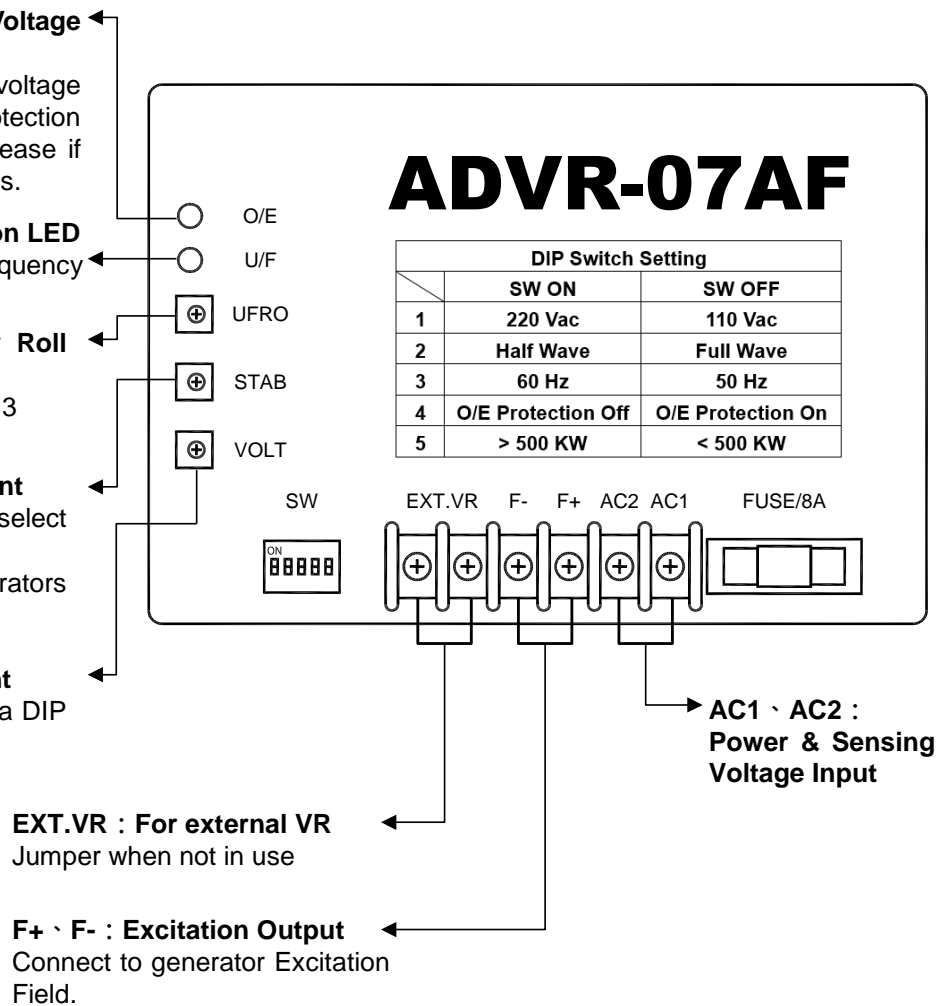 Voltage
voltage
ease if
s.
on LED
Roll
3
nt
select
rators
nt
a DIP
ADVR-07AF
O/E
U/F
UFRO
STAB
VOLT
DIP Switch Setting
SW ON SW OFF
1 220 Vac 110 Vac
2 Half Wave Full Wave
3 60 Hz 50 Hz
4 O/E Protection Off O/E Protection On
5 > 500 KW < 500 KW
SW EXT.VR F- F+ AC2 AC1 FUSE/8A
ON
AC1、AC2：
Power & Sensing
Voltage Input
EXT.VR：For external VR
Jumper when not in use
F+、F-：Excitation Output
Connect to generator Excitation
Field.